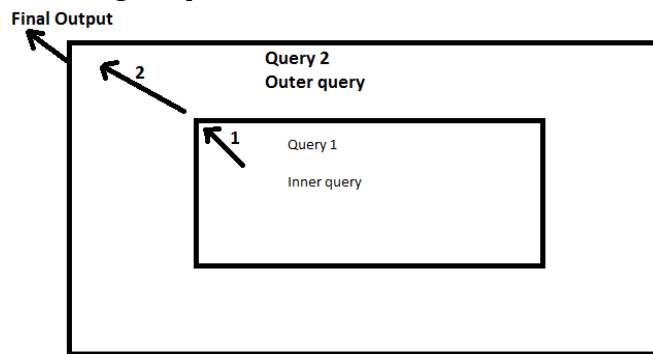 Final Output
Query 2
Outer query
2
1
Query 1
Inner query